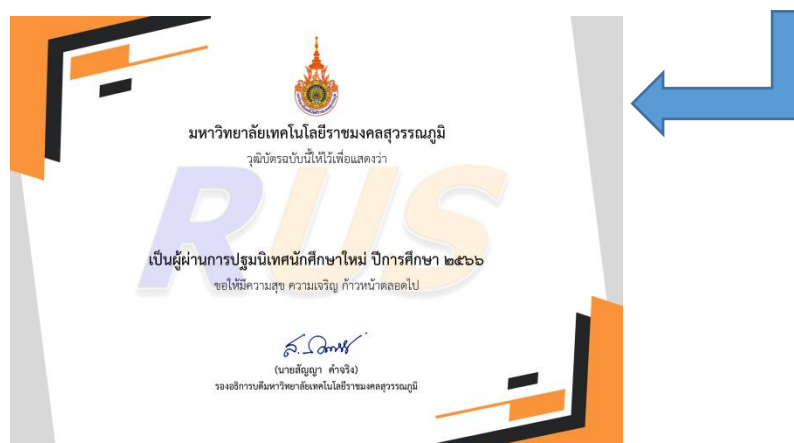 มหาวิทยาลัยเทคโนโลยีราชมงคลสุวรรณภูมิ
วุฒิบัตรฉบับนี้ให้ไว้เพื่อแสดงว่า
RUS
เป็นผู้ผ่านการปฐมนิเทศนักศึกษาใหม่ ปีการศึกษา ๒๕๖๖
ขอให้มีความสุข ความเจริญ ก้าวหน้าตลอดไป
(นายสัญญา คำจริง)
รองอธิการบดีมหาวิทยาลัยเทคโนโลยีราชมงคลสุวรรณภูมิ